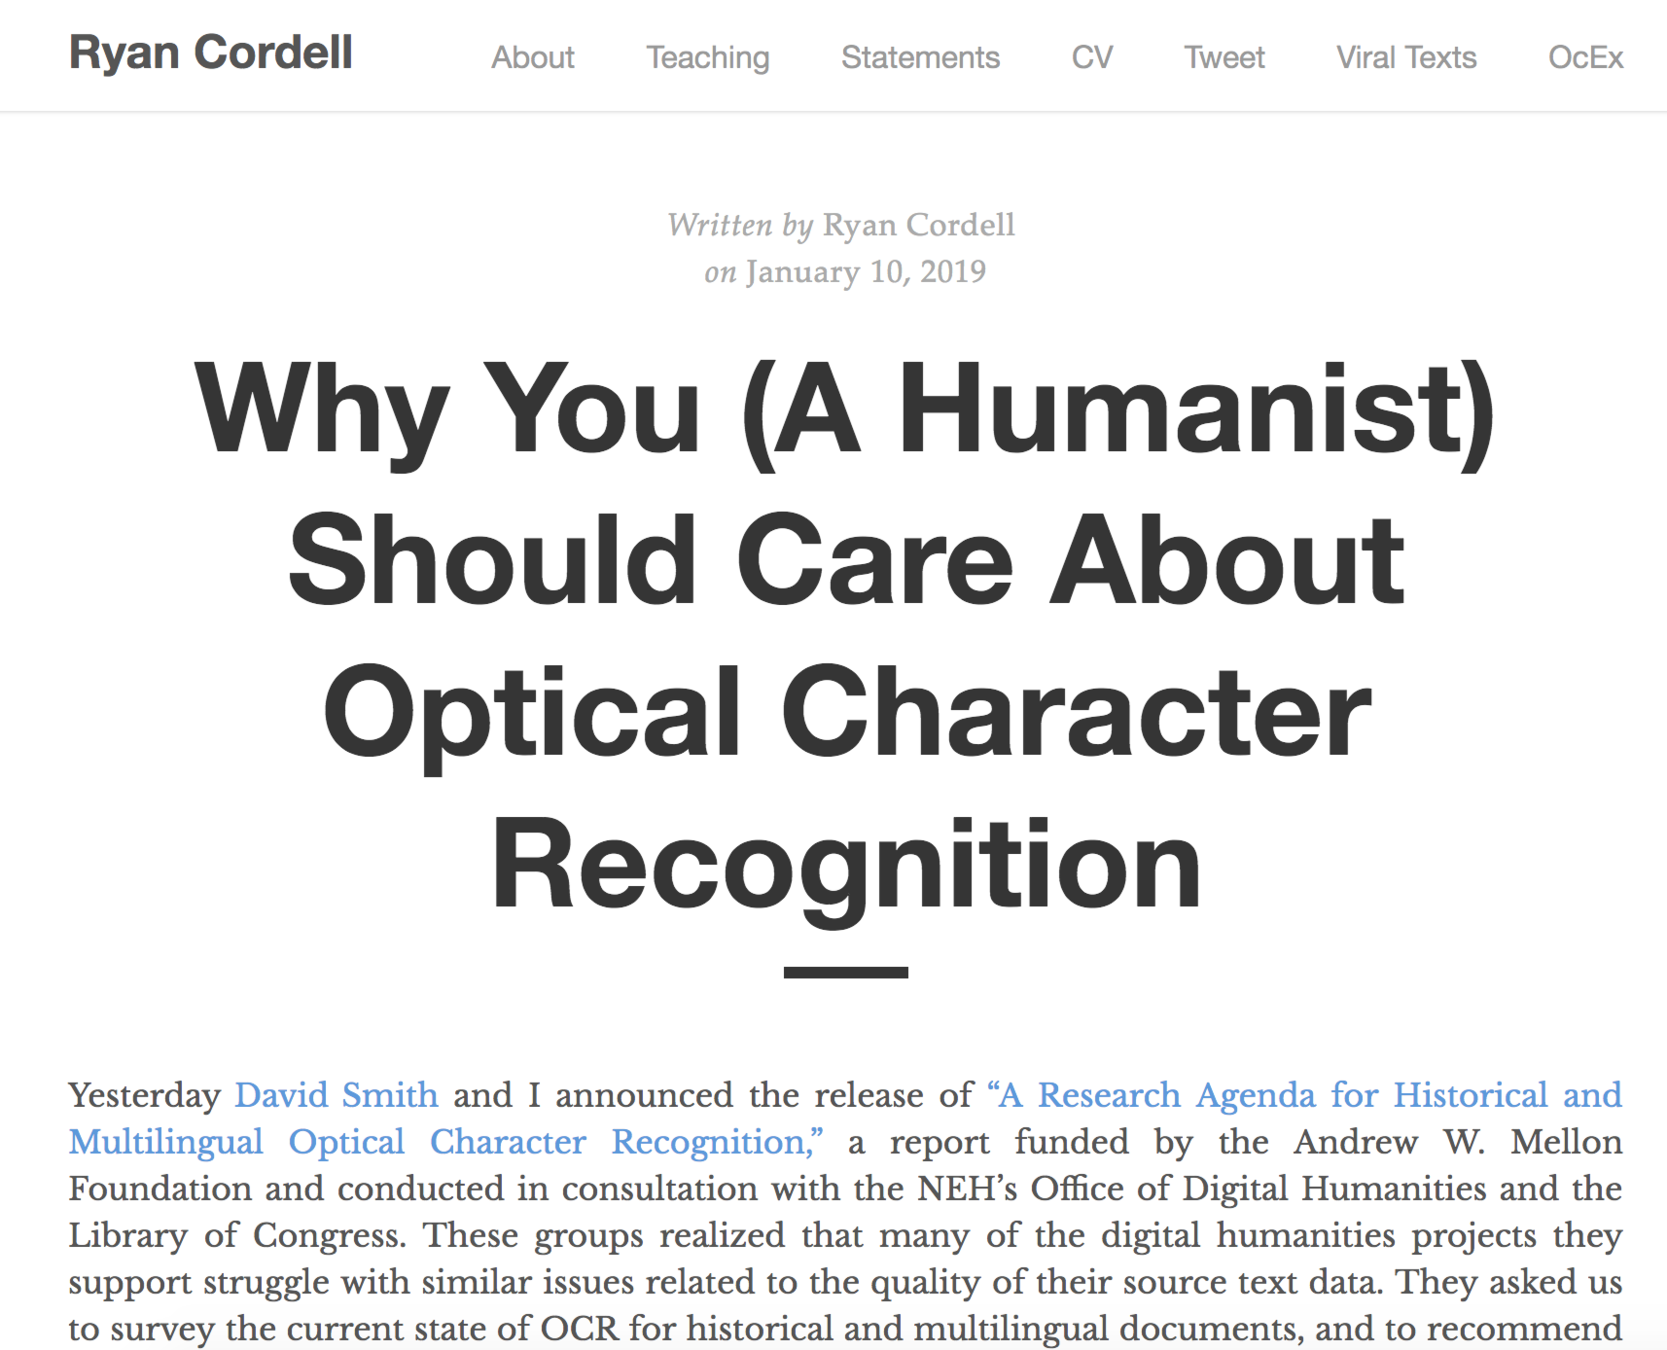 Ryan Cordell About Teaching Statements CV Tweet Viral Texts OcEx
Written by Ryan Cordell
on January 10, 2019
Why You (A Humanist)
Should Care About
Optical Character
Recognition
Yesterday David Smith and I announced the release of “A Research Agenda for Historical and
Multilingual Optical Character Recognition,” a report funded by the Andrew W. Mellon
Foundation and conducted in consultation with the NEH’s Office of Digital Humanities and the
Library of Congress. These groups realized that many of the digital humanities projects they
support struggle with similar issues related to the quality of their source text data. They asked us
to survey the current state of OCR for historical and multilingual documents, and to recommend